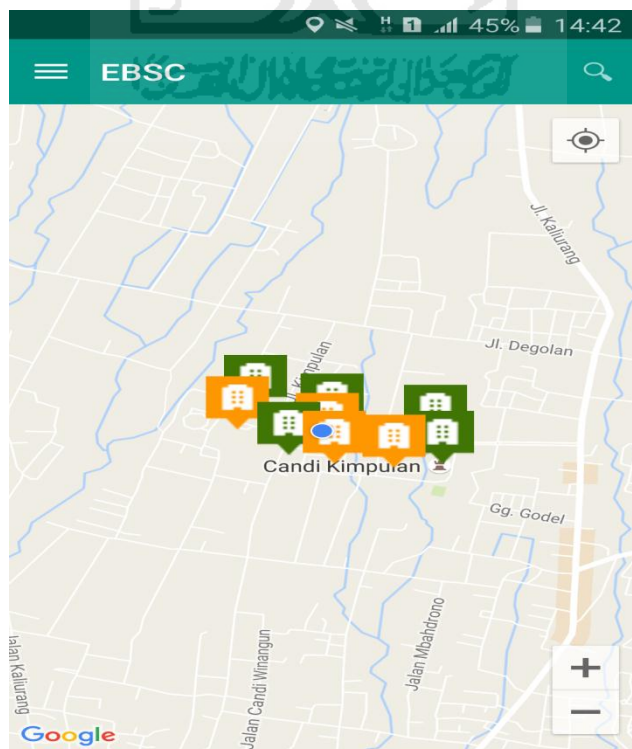 H 1 45% 14:42
EBSC
Jl. Kaliurang
Jl. Degolan
Jl. Kimpulan
Candi Kimpulan
Gg. Godel
Jalan Mbahdrono
Jalan Candi Winangun
Jalan Kaliurang
+
−
Google